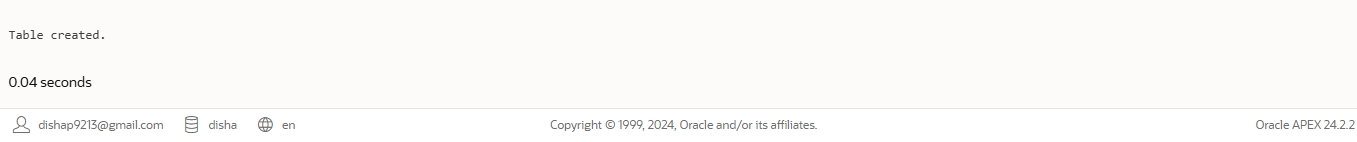 Table created.
0.04 seconds
dishap9213@gmail.com disha en Copyright © 1999, 2024, Oracle and/or its affiliates. Oracle APEX 24.2.2